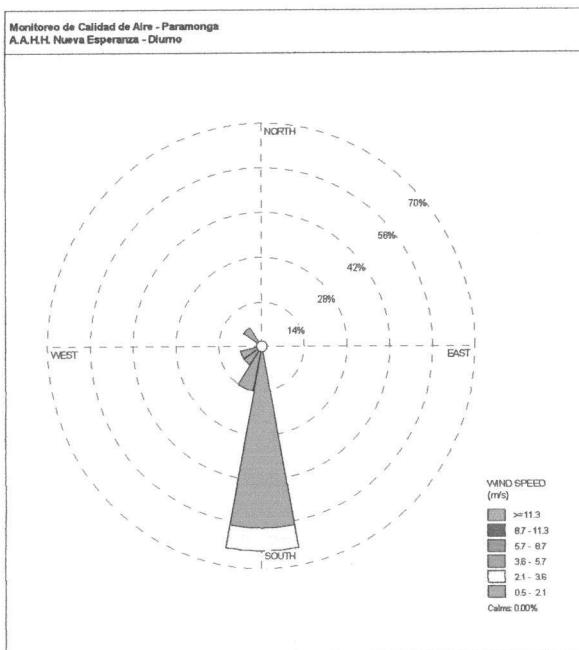 Monitoreo de Calidad de Aire - Paramonga
A.A.H.H. Nueva Esperanza - Diurno
NORTH
70%
56%
42%
28%
14%
WEST
EAST
SOUTH
WIND SPEED
(m/s)
>=11.3
8.7 - 11.3
5.7 - 8.7
3.6 - 5.7
2.1 - 3.6
0.5 - 2.1
Calms: 0.00%